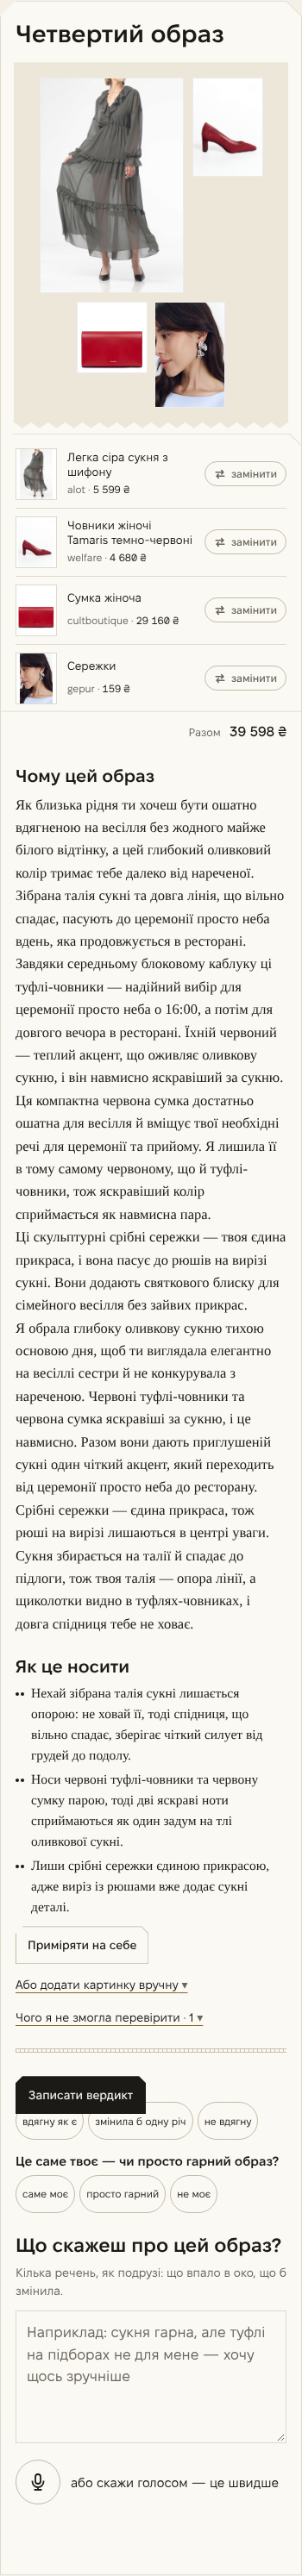 Четвертий образ
Легка сіра сукня з
шифону
alot · 5 599 ₴
⇄ замінити
Човники жіночі
Tamaris темно-червоні
welfare · 4 680 ₴
⇄ замінити
Сумка жіноча
cultboutique · 29 160 ₴
⇄ замінити
Сережки
gepur · 159 ₴
⇄ замінити
Разом 39 598 ₴
Чому цей образ
Як близька рідня ти хочеш бути ошатно
вдягненою на весілля без жодного майже
білого відтінку, а цей глибокий оливковий
колір тримає тебе далеко від нареченої.
Зібрана талія сукні та довга лінія, що вільно
спадає, пасують до церемонії просто неба
вдень, яка продовжується в ресторані.
Завдяки середньому блоковому каблуку ці
туфлі-човники — надійний вибір для
церемонії просто неба о 16:00, а потім для
довгого вечора в ресторані. Їхній червоний
— теплий акцент, що оживляє оливкову
сукню, і він навмисно яскравіший за сукню.
Ця компактна червона сумка достатньо
ошатна для весілля й вміщує твої необхідні
речі для церемонії та прийому. Я лишила її
в тому самому червоному, що й туфлі-
човники, тож яскравіший колір
сприймається як навмисна пара.
Ці скульптурні срібні сережки — твоя єдина
прикраса, і вона пасує до рюшів на вирізі
сукні. Вони додають святкового блиску для
сімейного весілля без зайвих прикрас.
Я обрала глибоку оливкову сукню тихою
основою дня, щоб ти виглядала елегантно
на весіллі сестри й не конкурувала з
нареченою. Червоні туфлі-човники та
червона сумка яскравіші за сукню, і це
навмисно. Разом вони дають приглушеній
сукні один чіткий акцент, який переходить
від церемонії просто неба до ресторану.
Срібні сережки — єдина прикраса, тож
рюші на вирізі лишаються в центрі уваги.
Сукня збирається на талії й спадає до
підлоги, тож твоя талія — опора лінії, а
щиколотки видно в туфлях-човниках, і
довга спідниця тебе не ховає.
Як це носити
•• Нехай зібрана талія сукні лишається
опорою: не ховай її, тоді спідниця, що
вільно спадає, зберігає чіткий силует від
грудей до подолу.
•• Носи червоні туфлі-човники та червону
сумку парою, тоді дві яскраві ноти
сприймаються як один задум на тлі
оливкової сукні.
•• Лиши срібні сережки єдиною прикрасою,
адже виріз із рюшами вже додає сукні
деталі.
Приміряти на себе
Або додати картинку вручну ▾
Чого я не змогла перевірити · 1 ▾
Записати вердикт
вдягну як є
змінила б одну річ
не вдягну
Це саме твоє — чи просто гарний образ?
саме моє
просто гарний
не моє
Що скажеш про цей образ?
Кілька речень, як подрузі: що впало в око, що б
змінила.
Наприклад: сукня гарна, але туфлі
на підборах не для мене — хочу
щось зручніше
або скажи голосом — це швидше